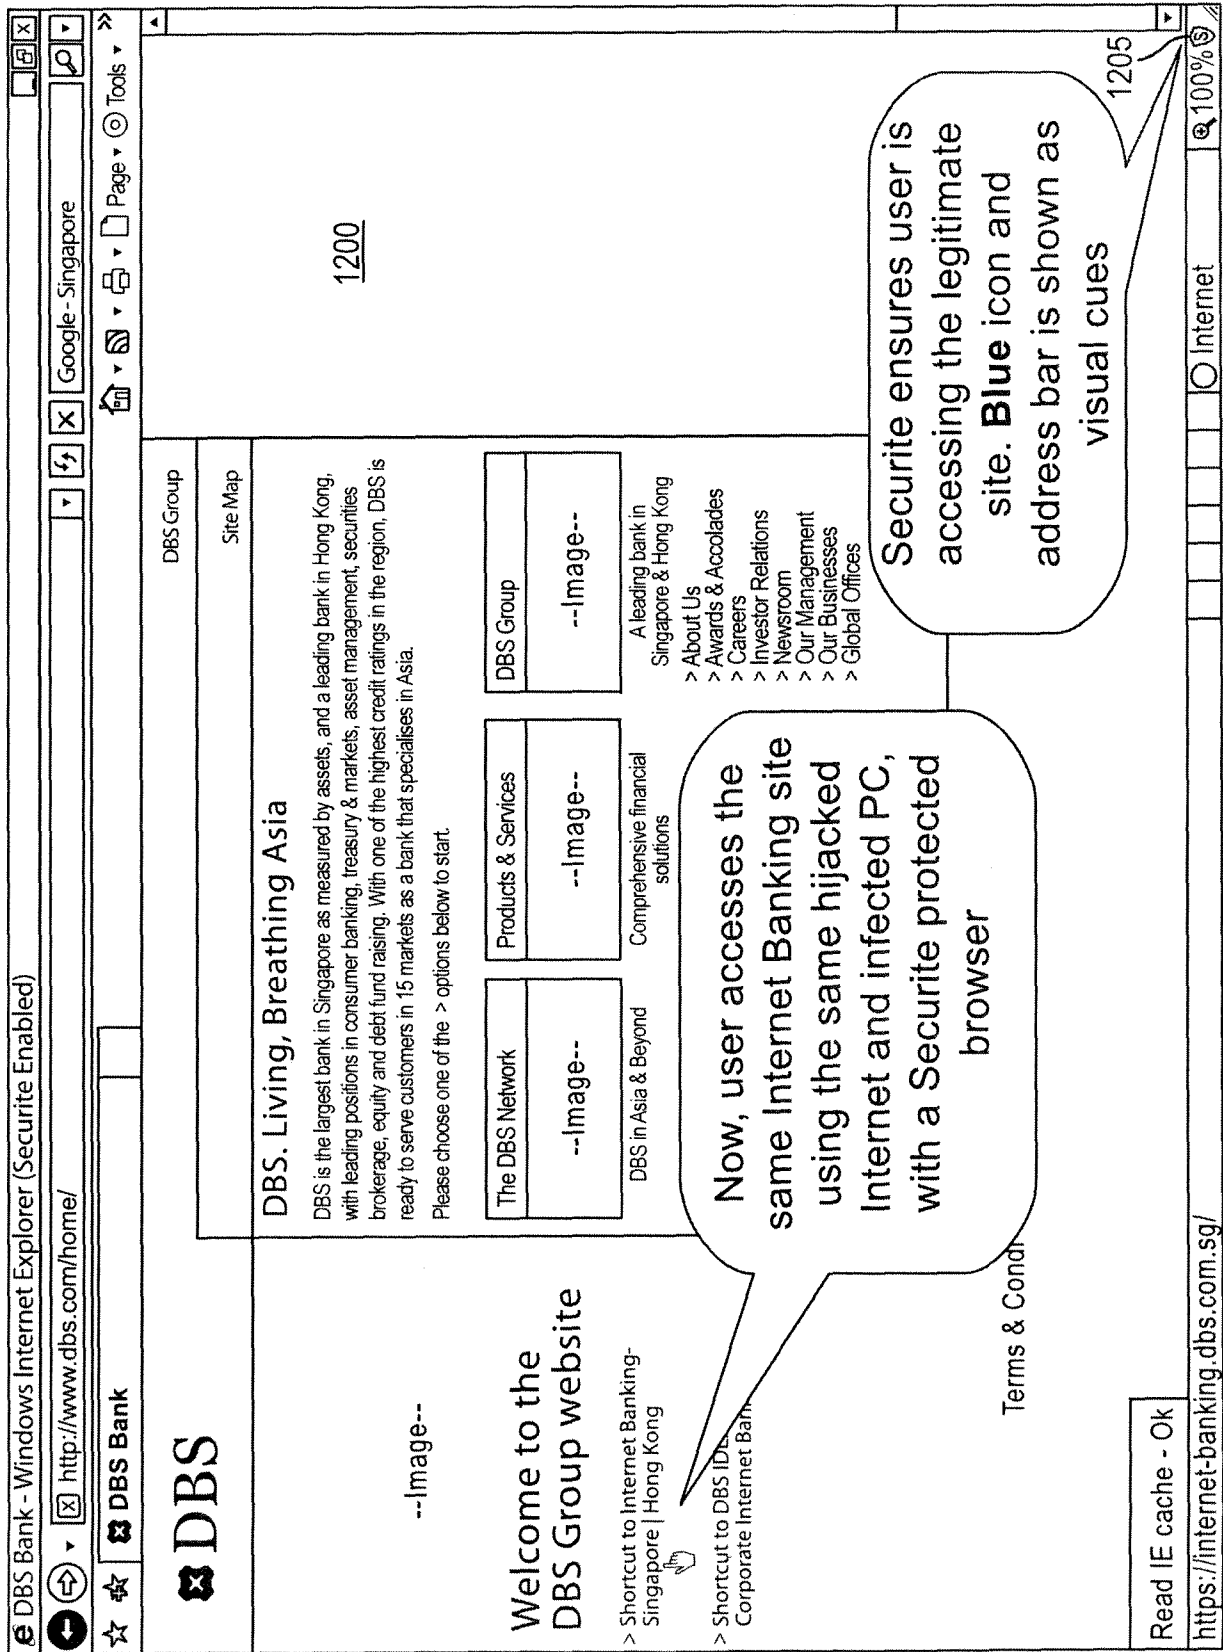 DBS Bank - Windows Internet Explorer (Securite Enabled)
http://www.dbs.com/home/
Google - Singapore
DBS Bank
Page
Tools
DBS
DBS Group
Site Map
--Image--
Welcome to the
DBS Group website
> Shortcut to Internet Banking-
Singapore | Hong Kong
> Shortcut to DBS IDE
Corporate Internet Ban
DBS. Living, Breathing Asia
DBS is the largest bank in Singapore as measured by assets, and a leading bank in Hong Kong,
with leading positions in consumer banking, treasury & markets, asset management, securities
brokerage, equity and debt fund raising. With one of the highest credit ratings in the region, DBS is
ready to serve customers in 15 markets as a bank that specialises in Asia.
Please choose one of the > options below to start.
The DBS Network
--Image--
DBS in Asia & Beyond
Products & Services
--Image--
Comprehensive financial
solutions
DBS Group
--Image--
A leading bank in
Singapore & Hong Kong
> About Us
> Awards & Accolades
> Careers
> Investor Relations
> Newsroom
> Our Management
> Our Businesses
> Global Offices
1200
Now, user accesses the
same Internet Banking site
using the same hijacked
Internet and infected PC,
with a Securite protected
browser
Securite ensures user is
accessing the legitimate
site. Blue icon and
address bar is shown as
visual cues
1205
Terms & Condi
Read IE cache - Ok
https://internet-banking.dbs.com.sg/
Internet
100%
S